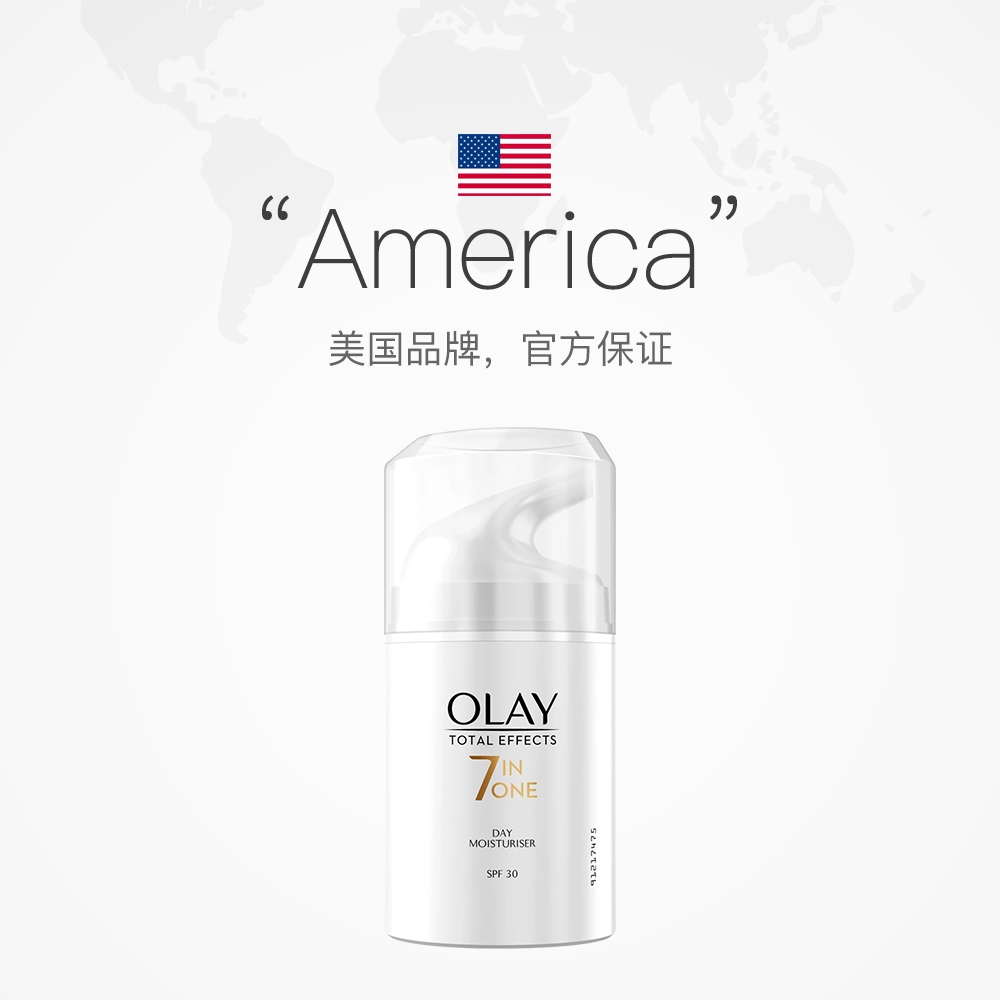 “America”
美国品牌，官方保证
OLAY
TOTAL EFFECTS
7 IN
ONE
DAY
MOISTURISER
SPF 30
91217475